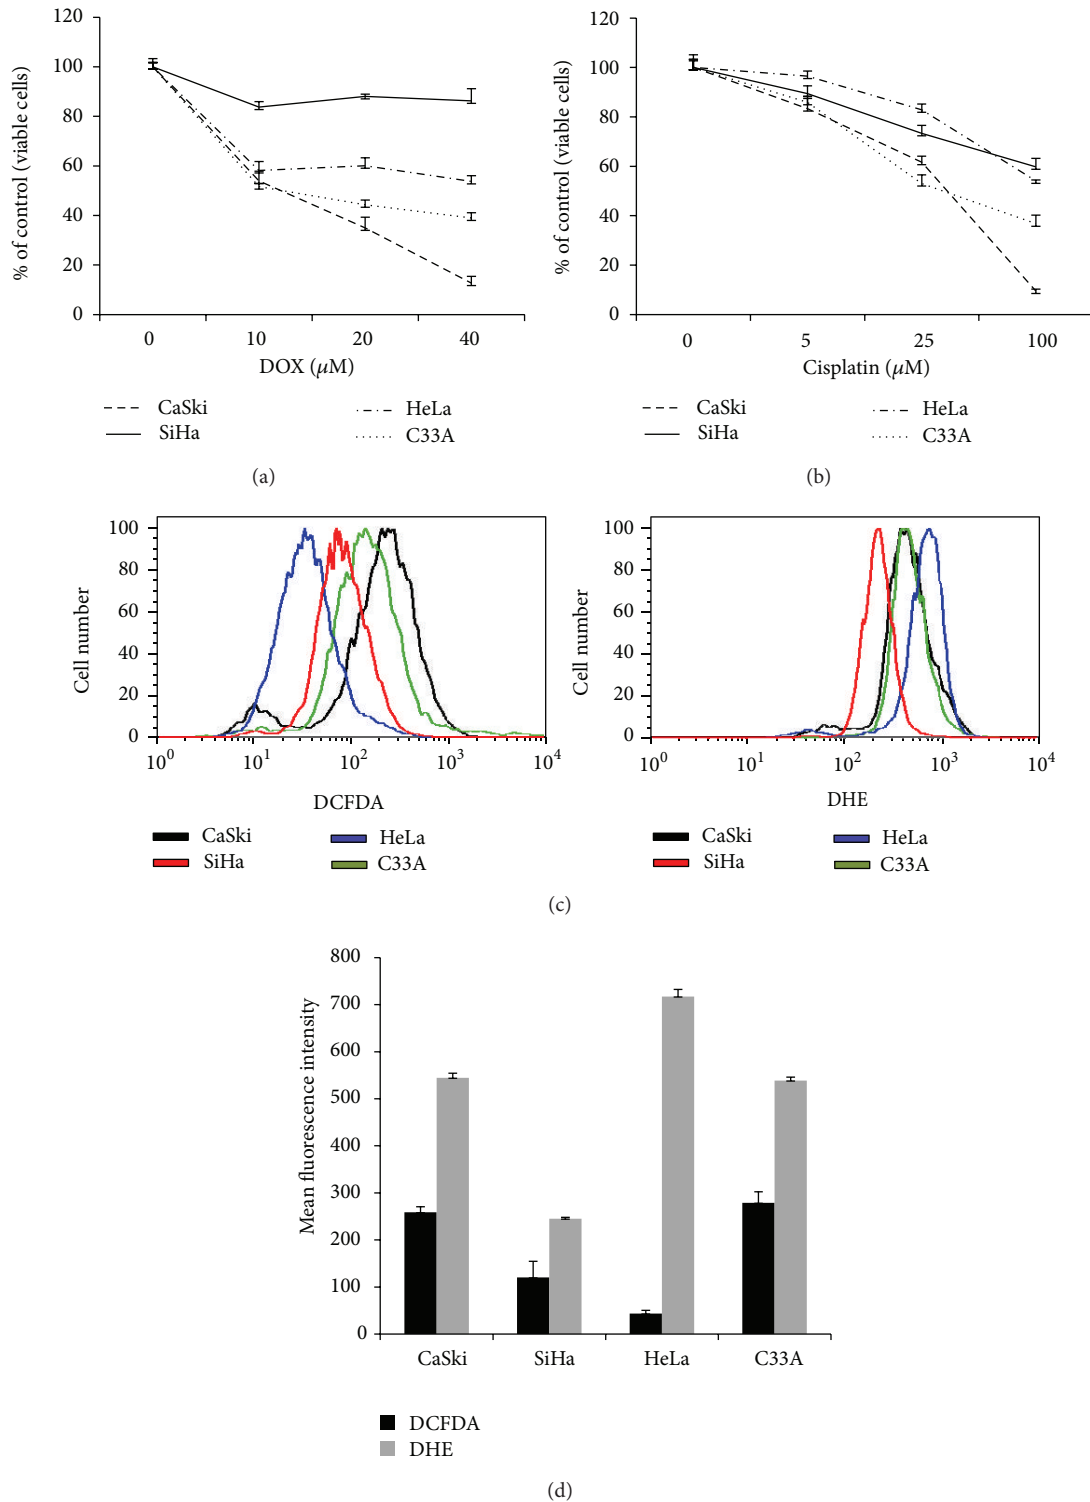 120
100
80
60
40
20
0
% of control (viable cells)
0 10 20 40
DOX (μM)
CaSki HeLa
SiHa C33A
(a)
120
100
80
60
40
20
0
% of control (viable cells)
0 5 25 100
Cisplatin (μM)
CaSki HeLa
SiHa C33A
(b)
100
80
60
40
20
0
Cell number
10⁰ 10¹ 10² 10³ 10⁴
DCFDA
CaSki HeLa
SiHa C33A
100
80
60
40
20
0
Cell number
10⁰ 10¹ 10² 10³ 10⁴
DHE
CaSki HeLa
SiHa C33A
(c)
800
700
600
500
400
300
200
100
0
Mean fluorescence intensity
CaSki SiHa HeLa C33A
DCFDA
DHE
(d)